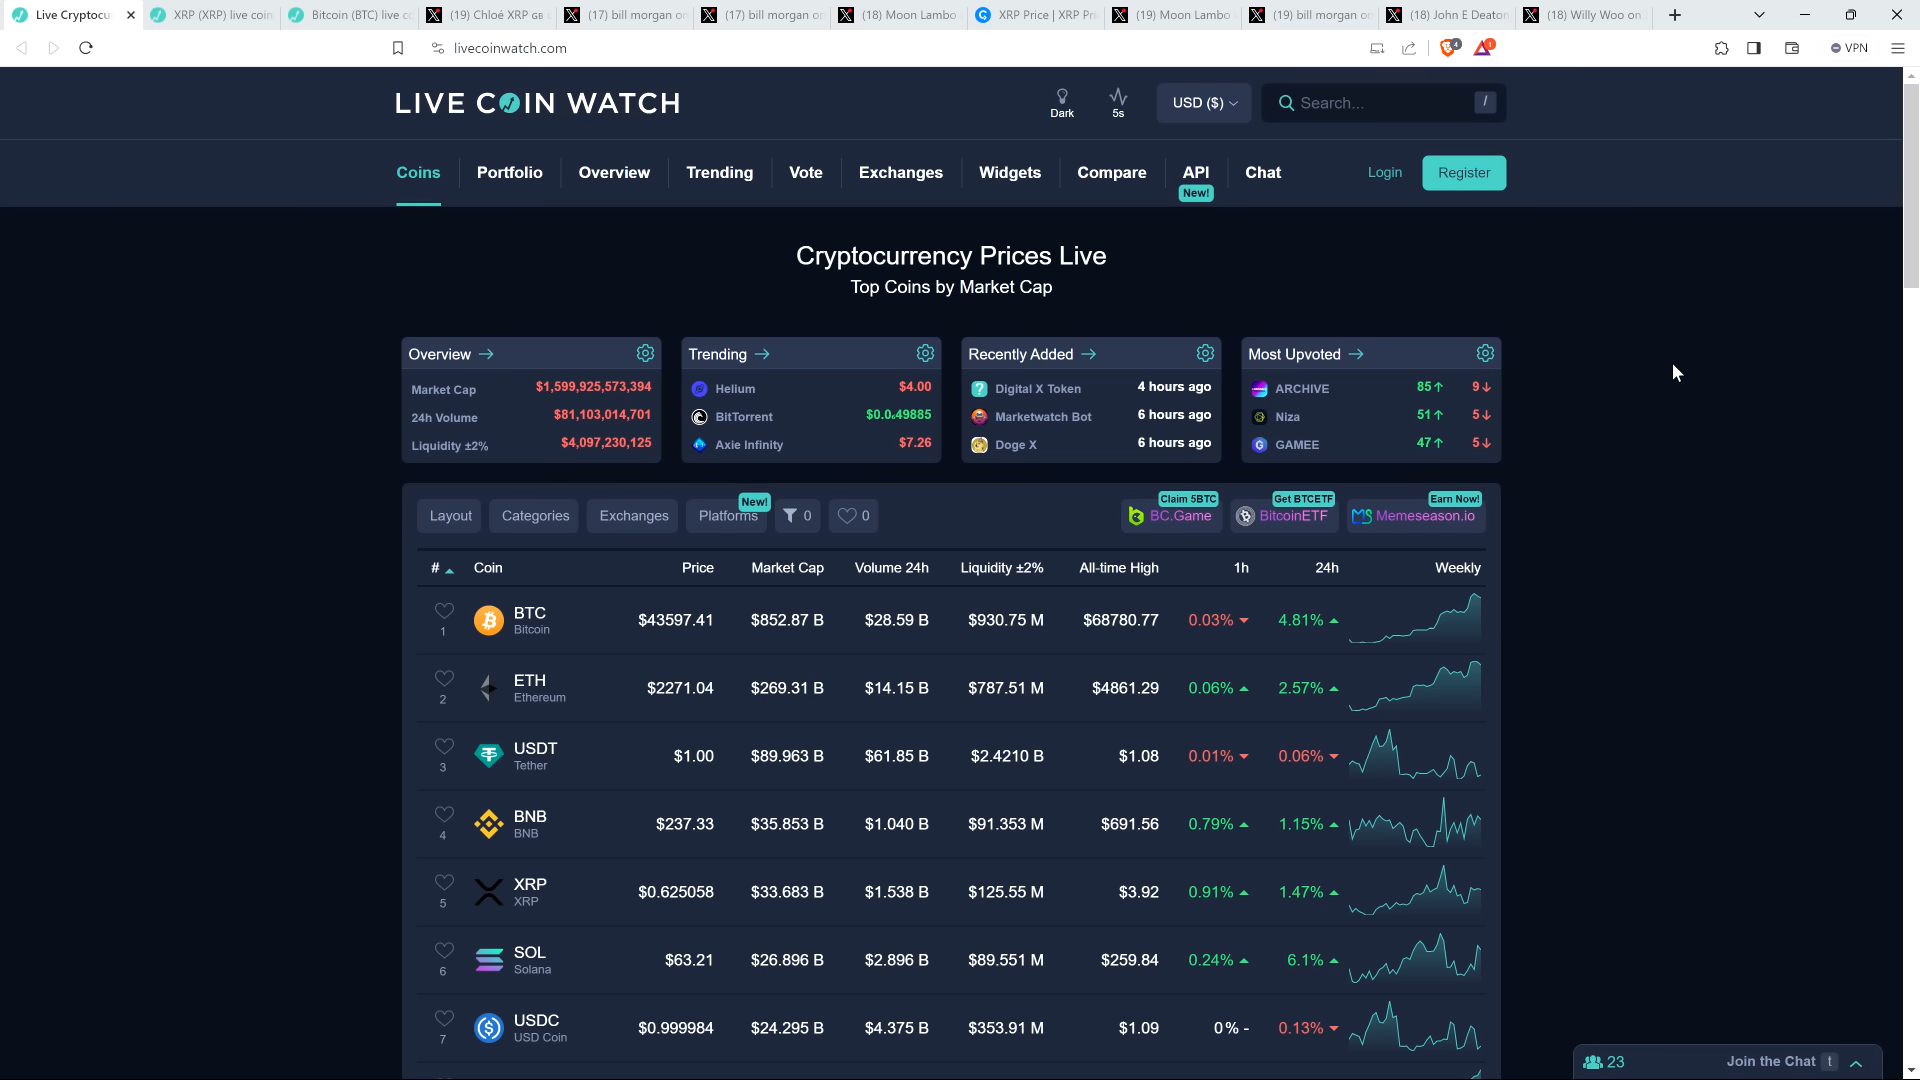 Live Cryptocu
XRP (XRP) live coin
Bitcoin (BTC) live co
(19) Chloé XRP GB
(17) bill morgan on
(17) bill morgan on
(18) Moon Lambo
XRP Price | XRP Pri
(19) Moon Lambo
(19) bill morgan on
(18) John E Deaton
(18) Willy Woo on
livecoinwatch.com
4
1
VPN
LIVE COIN WATCH
Dark
5s
USD ($)
Search...
/
Coins
Portfolio
Overview
Trending
Vote
Exchanges
Widgets
Compare
API
New!
Chat
Login
Register
Cryptocurrency Prices Live
Top Coins by Market Cap
Overview →
Market Cap $1,599,925,573,394
24h Volume $81,103,014,701
Liquidity ±2% $4,097,230,125
Trending →
Helium $4.00
BitTorrent $0.0₆49885
Axie Infinity $7.26
Recently Added →
Digital X Token 4 hours ago
Marketwatch Bot 6 hours ago
Doge X 6 hours ago
Most Upvoted →
ARCHIVE 85↑ 9↓
Niza 51↑ 5↓
GAMEE 47↑ 5↓
Layout
Categories
Exchanges
Platforms
New!
0
0
Claim 5BTC
BC.Game
Get BTCETF
BitcoinETF
Earn Now!
Memeseason.io
# Coin Price Market Cap Volume 24h Liquidity ±2% All-time High 1h 24h Weekly
1 BTC Bitcoin $43597.41 $852.87 B $28.59 B $930.75 M $68780.77 0.03% 4.81%
2 ETH Ethereum $2271.04 $269.31 B $14.15 B $787.51 M $4861.29 0.06% 2.57%
3 USDT Tether $1.00 $89.963 B $61.85 B $2.4210 B $1.08 0.01% 0.06%
4 BNB BNB $237.33 $35.853 B $1.040 B $91.353 M $691.56 0.79% 1.15%
5 XRP XRP $0.625058 $33.683 B $1.538 B $125.55 M $3.92 0.91% 1.47%
6 SOL Solana $63.21 $26.896 B $2.896 B $89.551 M $259.84 0.24% 6.1%
7 USDC USD Coin $0.999984 $24.295 B $4.375 B $353.91 M $1.09 0% - 0.13%
23
Join the Chat t